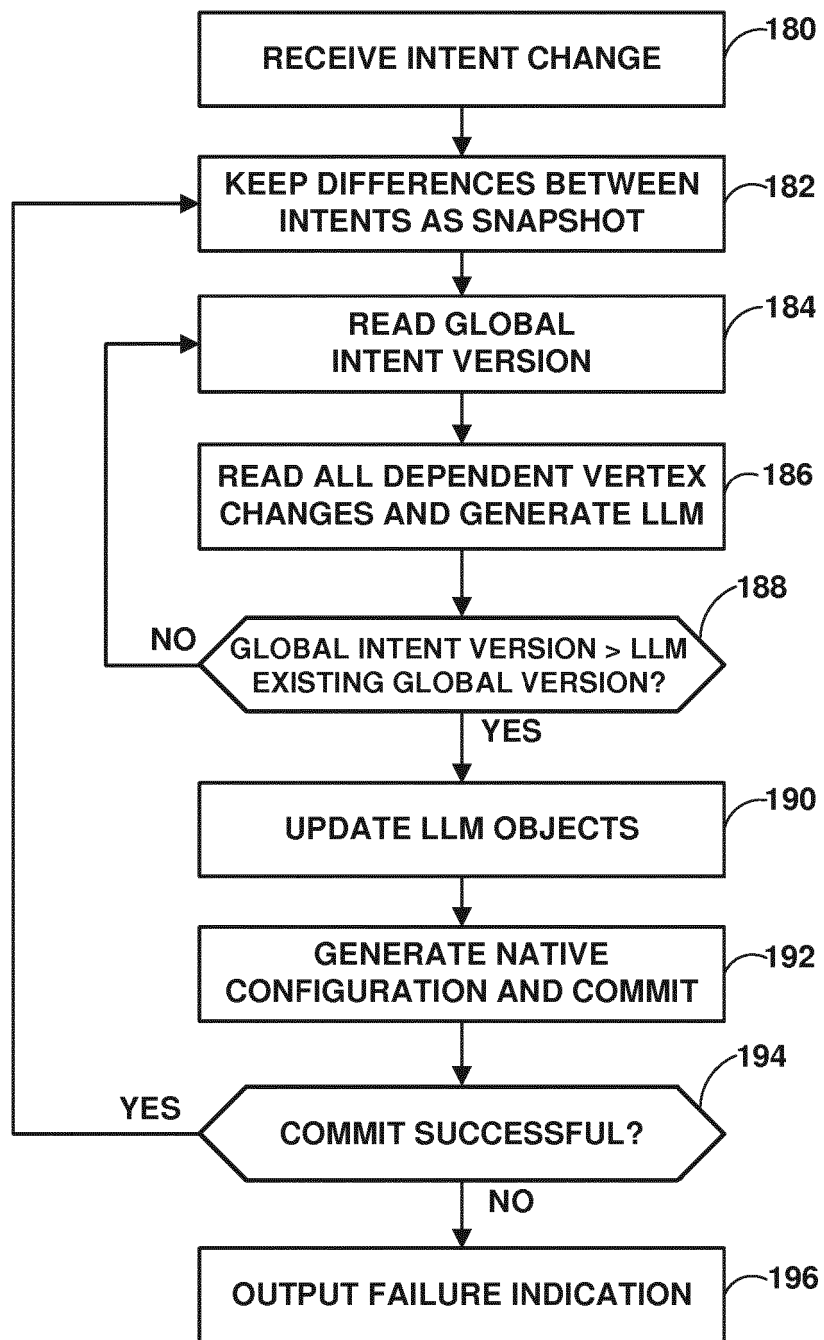 RECEIVE INTENT CHANGE
180
KEEP DIFFERENCES BETWEEN
INTENTS AS SNAPSHOT
182
READ GLOBAL
INTENT VERSION
184
READ ALL DEPENDENT VERTEX
CHANGES AND GENERATE LLM
186
188
NO
GLOBAL INTENT VERSION > LLM
EXISTING GLOBAL VERSION?
YES
UPDATE LLM OBJECTS
190
GENERATE NATIVE
CONFIGURATION AND COMMIT
192
194
YES
COMMIT SUCCESSFUL?
NO
OUTPUT FAILURE INDICATION
196